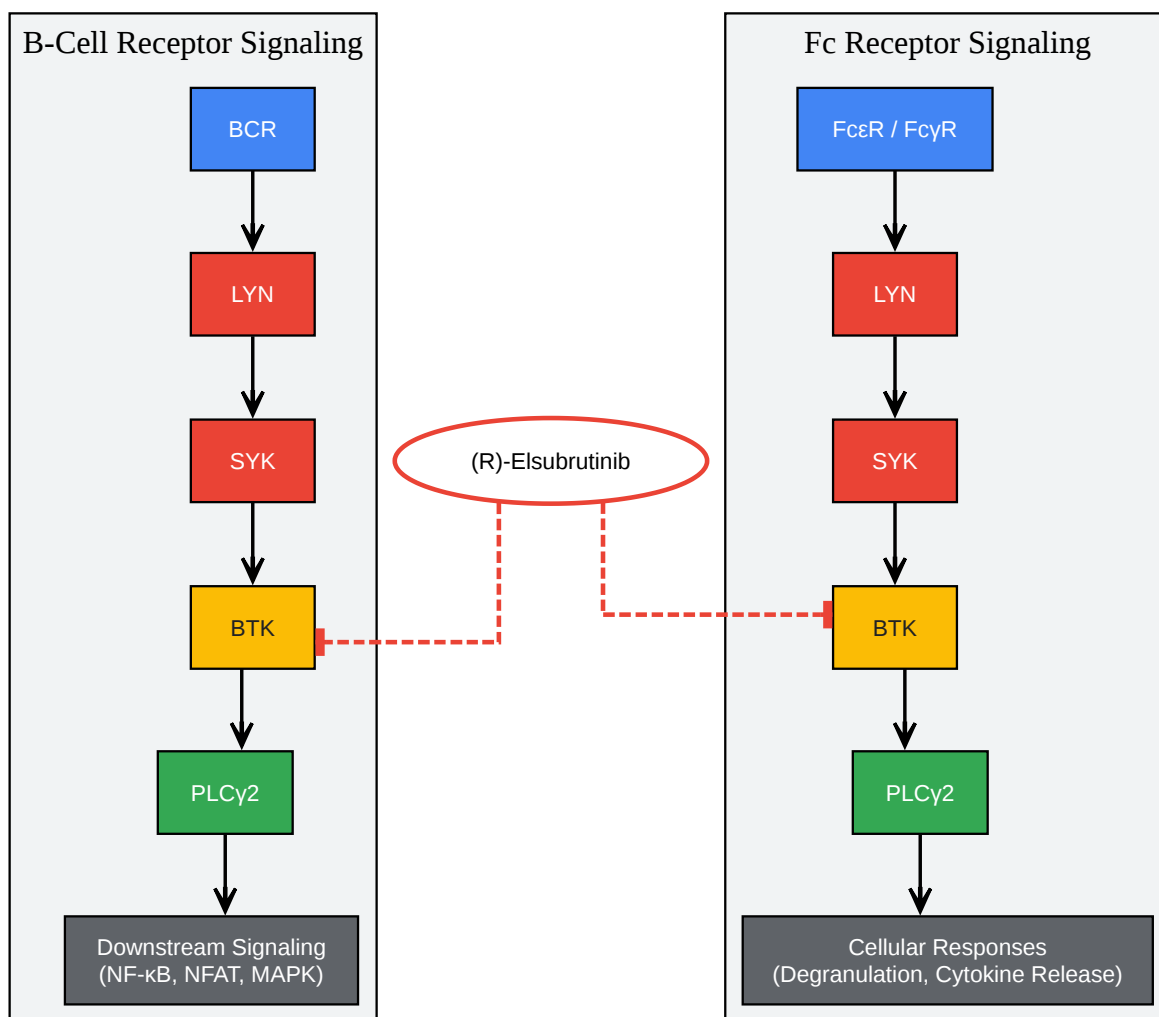 B-Cell Receptor Signaling
BCR
LYN
SYK
BTK
PLCγ2
Downstream Signaling
(NF-κB, NFAT, MAPK)
(R)-Elsubrutinib
Fc Receptor Signaling
FcεR / FcγR
LYN
SYK
BTK
PLCγ2
Cellular Responses
(Degranulation, Cytokine Release)